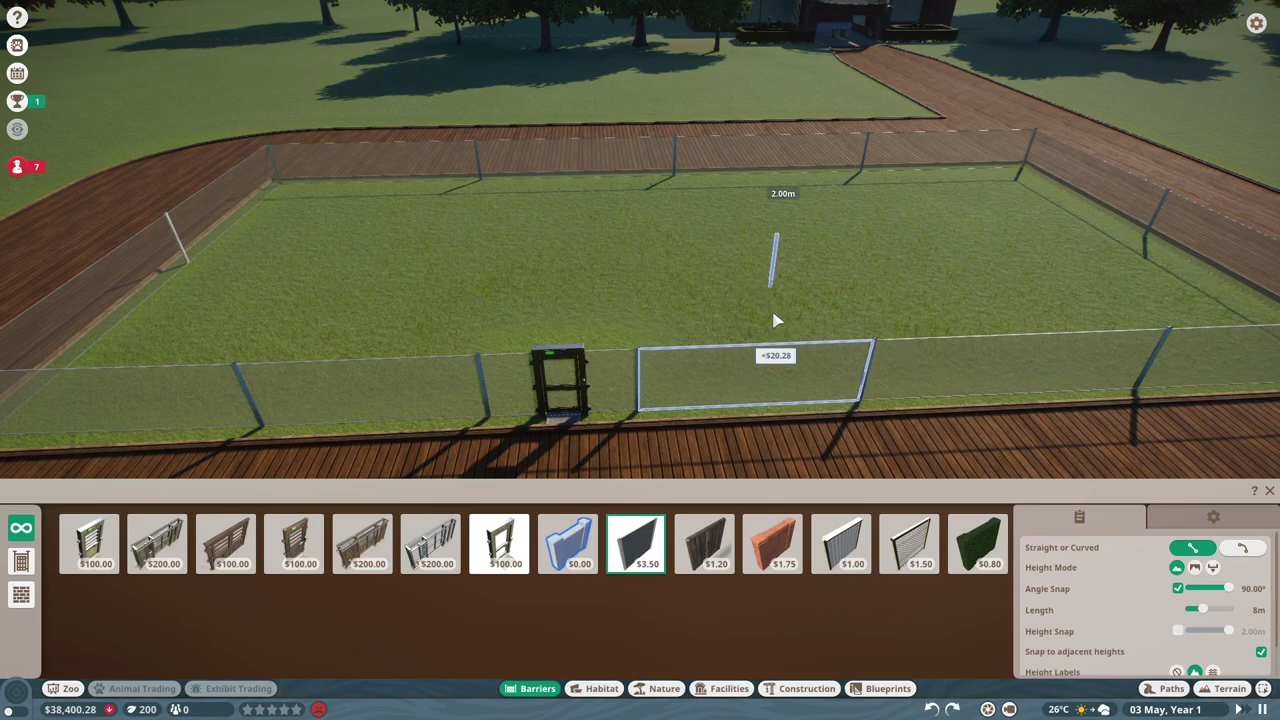 ?
1
7
2.00m
+$20.28
?
$100.00
$200.00
$100.00
$100.00
$200.00
$200.00
$100.00
$0.00
$3.50
$1.20
$1.75
$1.00
$1.50
$0.80
Straight or Curved
Height Mode
Angle Snap 90.00°
Length 8m
Height Snap 2.00m
Snap to adjacent heights
Height Labels
Zoo
Animal Trading
Exhibit Trading
Barriers
Habitat
Nature
Facilities
Construction
Blueprints
Paths
Terrain
$38,400.28
200
0
26°C
03 May, Year 1